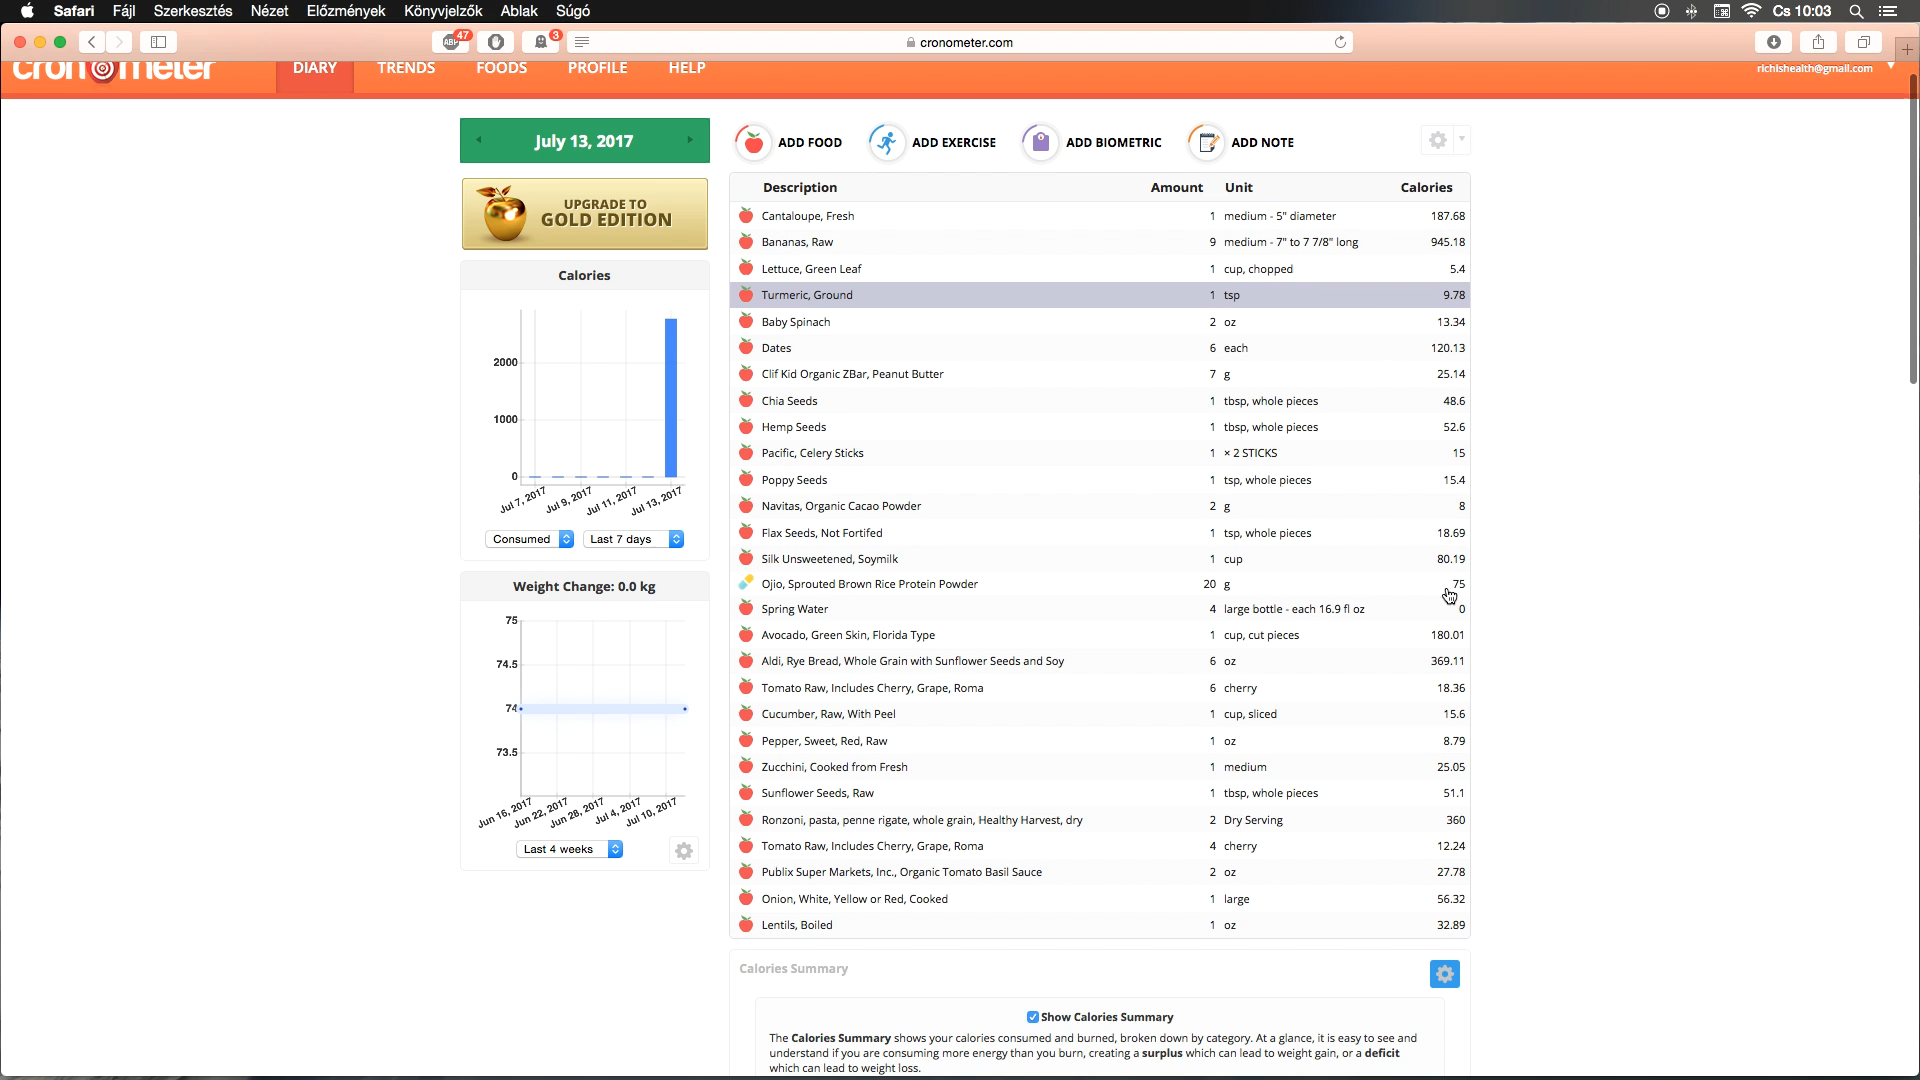 Safari Fájl Szerkesztés Nézet Előzmények Könyvjelzők Ablak Súgó Cs 10:03
ABP 47 3 cronometer.com
cronometer DIARY TRENDS FOODS PROFILE HELP richishealth@gmail.com
July 13, 2017
UPGRADE TO
GOLD EDITION
Calories
2000
1000
0
Jul 7, 2017 Jul 9, 2017 Jul 11, 2017 Jul 13, 2017
Consumed Last 7 days
Weight Change: 0.0 kg
75
74.5
74
73.5
Jun 16, 2017 Jun 22, 2017 Jun 28, 2017 Jul 4, 2017 Jul 10, 2017
Last 4 weeks
ADD FOOD ADD EXERCISE ADD BIOMETRIC ADD NOTE
Description Amount Unit Calories
Cantaloupe, Fresh 1 medium - 5" diameter 187.68
Bananas, Raw 9 medium - 7" to 7 7/8" long 945.18
Lettuce, Green Leaf 1 cup, chopped 5.4
Turmeric, Ground 1 tsp 9.78
Baby Spinach 2 oz 13.34
Dates 6 each 120.13
Clif Kid Organic ZBar, Peanut Butter 7 g 25.14
Chia Seeds 1 tbsp, whole pieces 48.6
Hemp Seeds 1 tbsp, whole pieces 52.6
Pacific, Celery Sticks 1 × 2 STICKS 15
Poppy Seeds 1 tsp, whole pieces 15.4
Navitas, Organic Cacao Powder 2 g 8
Flax Seeds, Not Fortifed 1 tsp, whole pieces 18.69
Silk Unsweetened, Soymilk 1 cup 80.19
Ojio, Sprouted Brown Rice Protein Powder 20 g 75
Spring Water 4 large bottle - each 16.9 fl oz 0
Avocado, Green Skin, Florida Type 1 cup, cut pieces 180.01
Aldi, Rye Bread, Whole Grain with Sunflower Seeds and Soy 6 oz 369.11
Tomato Raw, Includes Cherry, Grape, Roma 6 cherry 18.36
Cucumber, Raw, With Peel 1 cup, sliced 15.6
Pepper, Sweet, Red, Raw 1 oz 8.79
Zucchini, Cooked from Fresh 1 medium 25.05
Sunflower Seeds, Raw 1 tbsp, whole pieces 51.1
Ronzoni, pasta, penne rigate, whole grain, Healthy Harvest, dry 2 Dry Serving 360
Tomato Raw, Includes Cherry, Grape, Roma 4 cherry 12.24
Publix Super Markets, Inc., Organic Tomato Basil Sauce 2 oz 27.78
Onion, White, Yellow or Red, Cooked 1 large 56.32
Lentils, Boiled 1 oz 32.89
Calories Summary
Show Calories Summary
The Calories Summary shows your calories consumed and burned, broken down by category. At a glance, it is easy to see and
understand if you are consuming more energy than you burn, creating a surplus which can lead to weight gain, or a deficit
which can lead to weight loss.